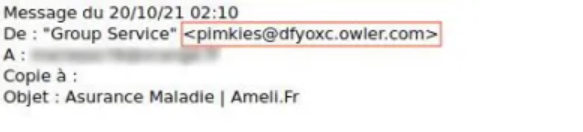 Message du 20/10/21 02:10
De : "Group Service" <pimkies@dfyoxc.owler.com>
A :
Copie à :
Objet : Asurance Maladie | Ameli.Fr